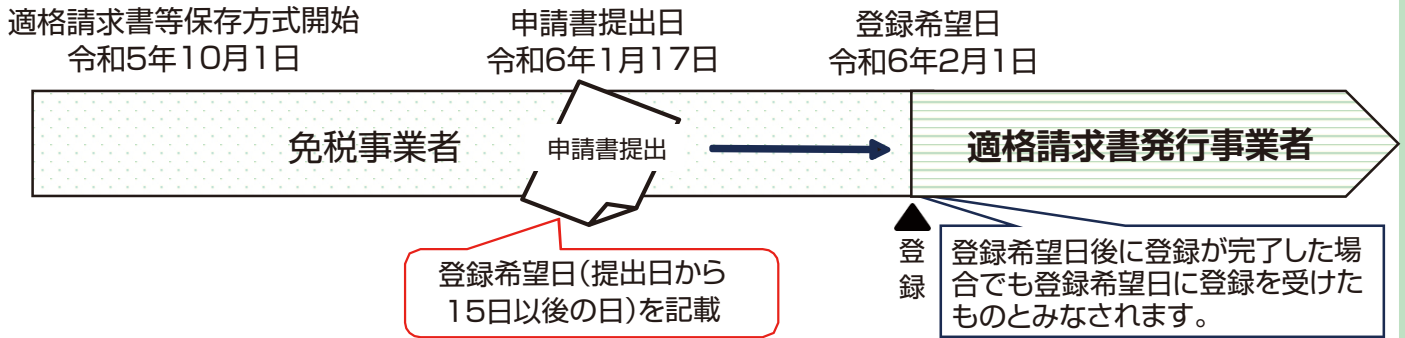 適格請求書等保存方式開始
令和5年10月1日
申請書提出日
令和6年1月17日
登録希望日
令和6年2月1日
免税事業者
申請書提出
適格請求書発行事業者
登録希望日（提出日から
15日以後の日）を記載
登
録
登録希望日後に登録が完了した場
合でも登録希望日に登録を受けた
ものとみなされます。